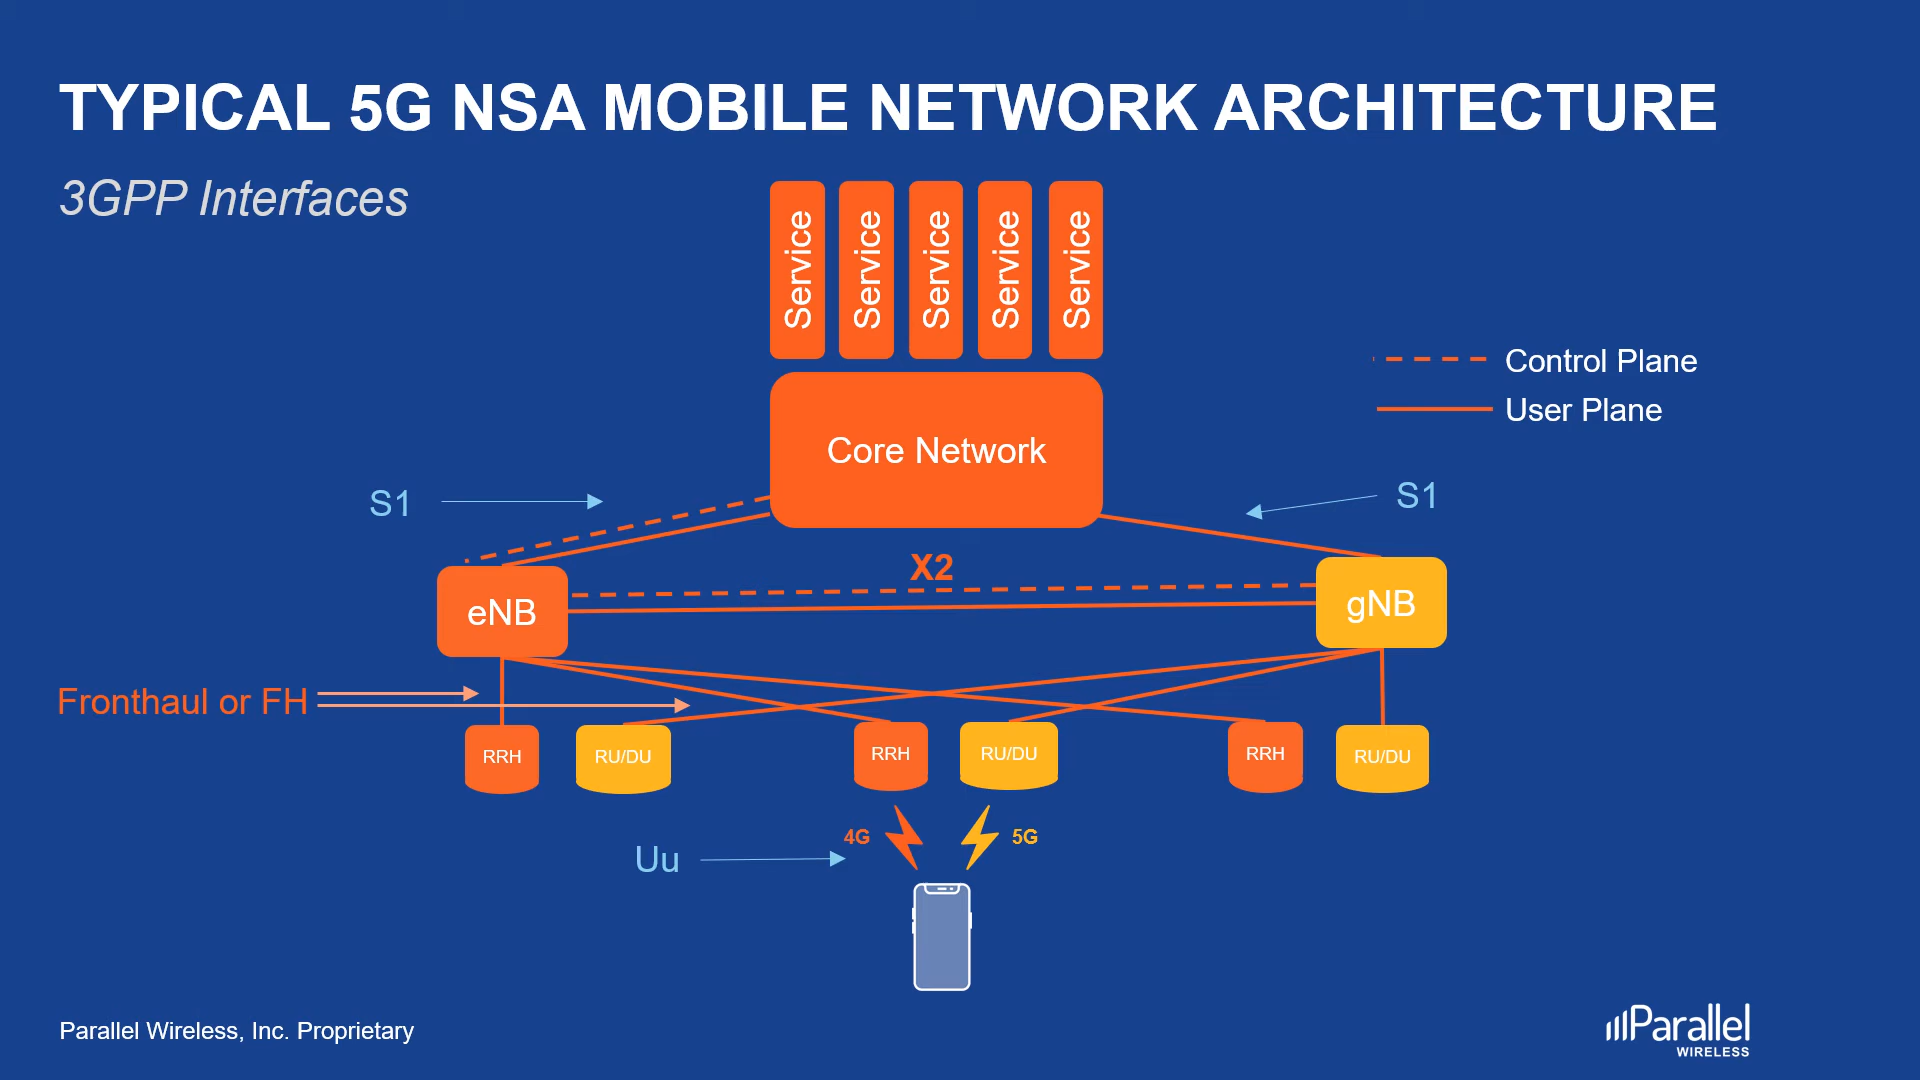 TYPICAL 5G NSA MOBILE NETWORK ARCHITECTURE
3GPP Interfaces
Service
Service
Service
Service
Service
Control Plane
User Plane
Core Network
S1
S1
X2
eNB
gNB
Fronthaul or FH
RRH
RU/DU
RRH
RU/DU
RRH
RU/DU
4G
5G
Uu
Parallel Wireless, Inc. Proprietary
Parallel
WIRELESS